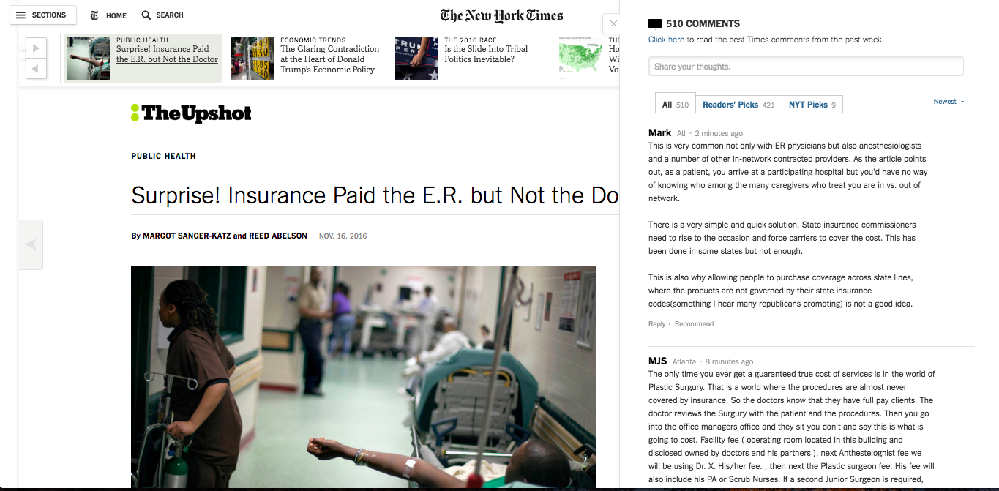 SECTIONS
HOME
SEARCH
The New York Times
PUBLIC HEALTH
Surprise! Insurance Paid
the E.R. but Not the Doctor
ECONOMIC TRENDS
The Glaring Contradiction
at the Heart of Donald
Trump's Economic Policy
THE 2016 RACE
Is the Slide Into Tribal
Politics Inevitable?
TheUpshot
PUBLIC HEALTH
Surprise! Insurance Paid the E.R. but Not the Do
By MARGOT SANGER-KATZ and REED ABELSON NOV. 16, 2016
510 COMMENTS
Click here to read the best Times comments from the past week.
Share your thoughts.
All 510
Readers' Picks 421
NYT Picks 9
Newest
Mark Atl • 2 minutes ago
This is very common not only with ER physicians but also anesthesiologists
and a number of other in-network contracted providers. As the article points
out, as a patient, you arrive at a participating hospital but you'd have no way
of knowing who among the many caregivers who treat you are in vs. out of
network.
There is a very simple and quick solution. State insurance commissioners
need to rise to the occasion and force carriers to cover the cost. This has
been done in some states but not enough.
This is also why allowing people to purchase coverage across state lines,
where the products are not governed by their state insurance
codes(something I hear many republicans promoting) is not a good idea.
Reply • Recommend
MJS Atlanta • 8 minutes ago
The only time you ever get a guaranteed true cost of services is in the world of
Plastic Surgury. That is a world where the procedures are almost never
covered by insurance. So the doctors know that they have full pay clients. The
doctor reviews the Surgury with the patient and the procedures. Then you go
into the office managers office and they sit you don't and say this is what is
going to cost. Facility fee ( operating room located in this building and
disclosed owned by doctors and his partners ), next Anthesteloghist fee we
will be using Dr. X. His/her fee. , then next the Plastic surgeon fee. His fee will
also include his PA or Scrub Nurses. If a second Junior Surgeon is required,